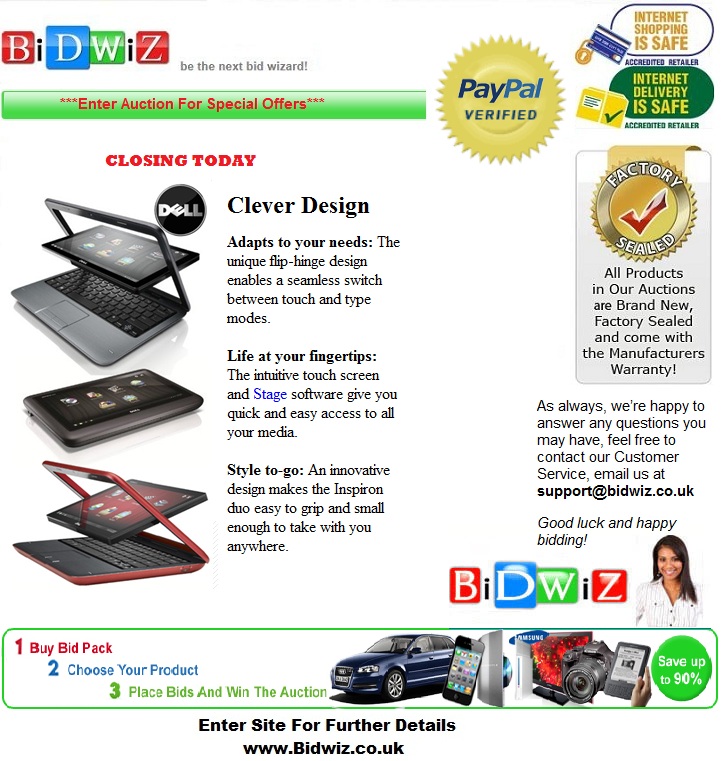 BiDWiZ
be the next bid wizard!
***Enter Auction For Special Offers***
PayPal
VERIFIED
INTERNET
SHOPPING
IS SAFE
ACCREDITED RETAILER
INTERNET
DELIVERY
IS SAFE
ACCREDITED RETAILER
CLOSING TODAY
DELL
Clever Design
Adapts to your needs: The
unique flip-hinge design
enables a seamless switch
between touch and type
modes.
Life at your fingertips:
The intuitive touch screen
and Stage software give you
quick and easy access to all
your media.
Style to-go: An innovative
design makes the Inspiron
duo easy to grip and small
enough to take with you
anywhere.
FACTORY
SEALED
All Products
in Our Auctions
are Brand New,
Factory Sealed
and come with
the Manufacturers
Warranty!
As always, we’re happy to
answer any questions you
may have, feel free to
contact our Customer
Service, email us at
support@bidwiz.co.uk
Good luck and happy
bidding!
BiDWiZ
1 Buy Bid Pack
2 Choose Your Product
3 Place Bids And Win The Auction
SAMSUNG
Save up
to 90%
Enter Site For Further Details
www.Bidwiz.co.uk